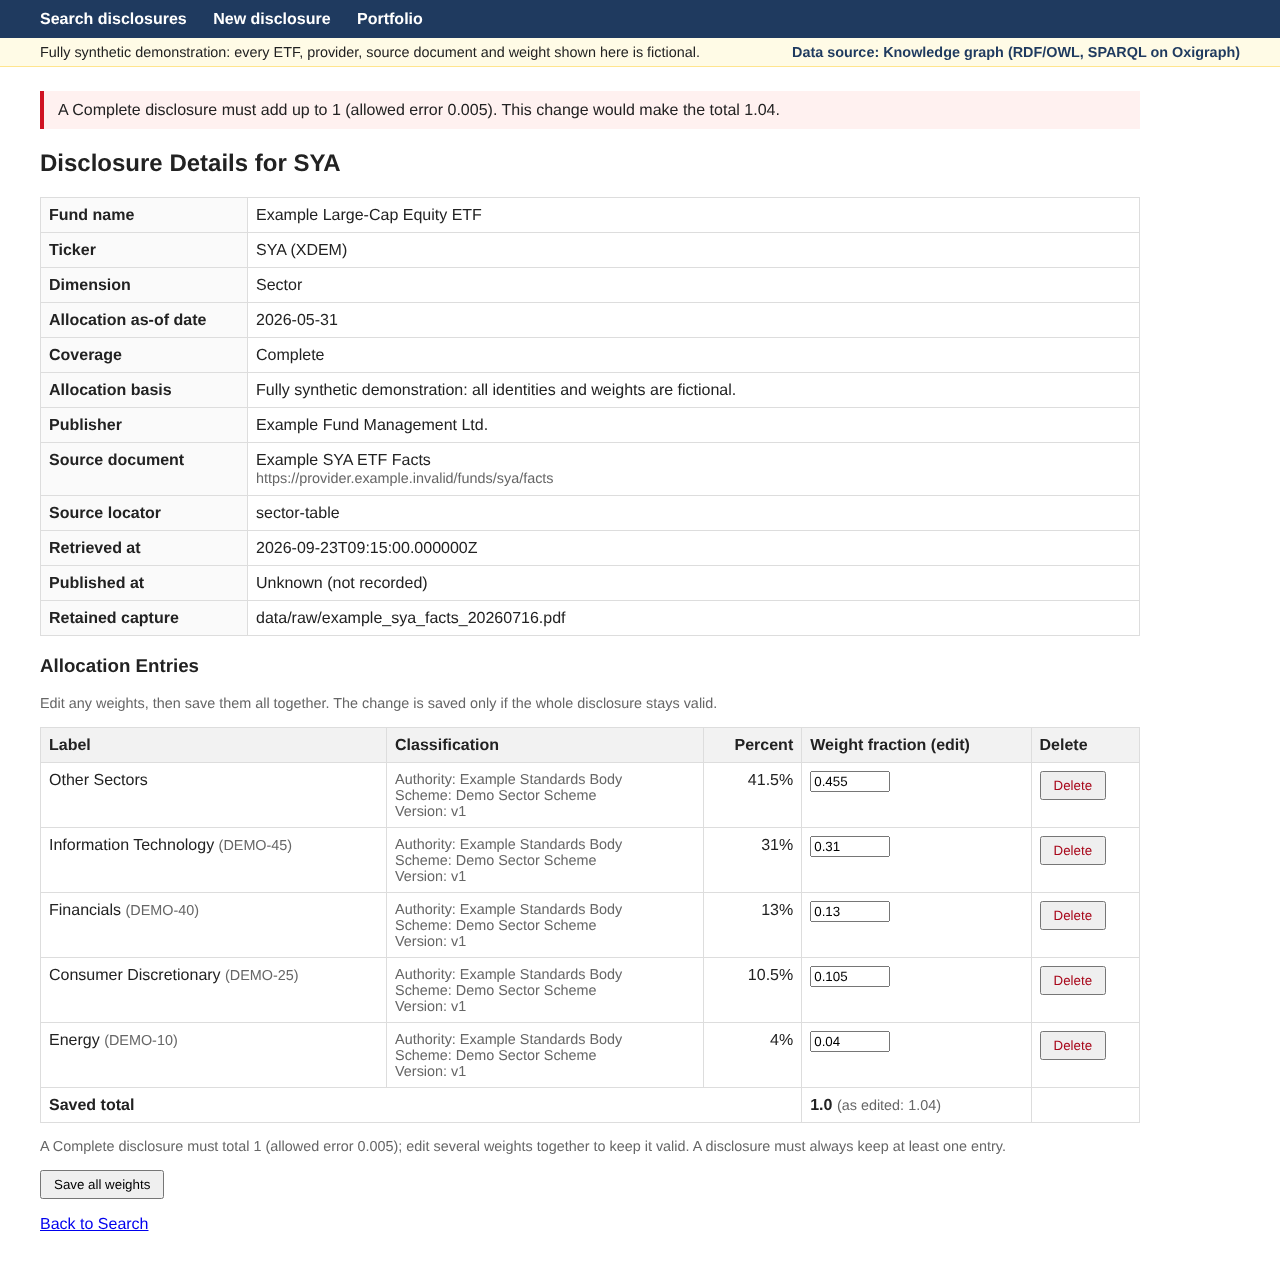 Search disclosures New disclosure Portfolio
Fully synthetic demonstration: every ETF, provider, source document and weight shown here is fictional. Data source: Knowledge graph (RDF/OWL, SPARQL on Oxigraph)
A Complete disclosure must add up to 1 (allowed error 0.005). This change would make the total 1.04.
Disclosure Details for SYA
Fund name Example Large-Cap Equity ETF
Ticker SYA (XDEM)
Dimension Sector
Allocation as-of date 2026-05-31
Coverage Complete
Allocation basis Fully synthetic demonstration: all identities and weights are fictional.
Publisher Example Fund Management Ltd.
Source document Example SYA ETF Facts
https://provider.example.invalid/funds/sya/facts
Source locator sector-table
Retrieved at 2026-09-23T09:15:00.000000Z
Published at Unknown (not recorded)
Retained capture data/raw/example_sya_facts_20260716.pdf
Allocation Entries
Edit any weights, then save them all together. The change is saved only if the whole disclosure stays valid.
Label Classification Percent Weight fraction (edit) Delete
Other Sectors Authority: Example Standards Body 41.5% 0.455 Delete
Scheme: Demo Sector Scheme
Version: v1
Information Technology (DEMO-45) Authority: Example Standards Body 31% 0.31 Delete
Scheme: Demo Sector Scheme
Version: v1
Financials (DEMO-40) Authority: Example Standards Body 13% 0.13 Delete
Scheme: Demo Sector Scheme
Version: v1
Consumer Discretionary (DEMO-25) Authority: Example Standards Body 10.5% 0.105 Delete
Scheme: Demo Sector Scheme
Version: v1
Energy (DEMO-10) Authority: Example Standards Body 4% 0.04 Delete
Scheme: Demo Sector Scheme
Version: v1
Saved total 1.0 (as edited: 1.04)
A Complete disclosure must total 1 (allowed error 0.005); edit several weights together to keep it valid. A disclosure must always keep at least one entry.
Save all weights
Back to Search